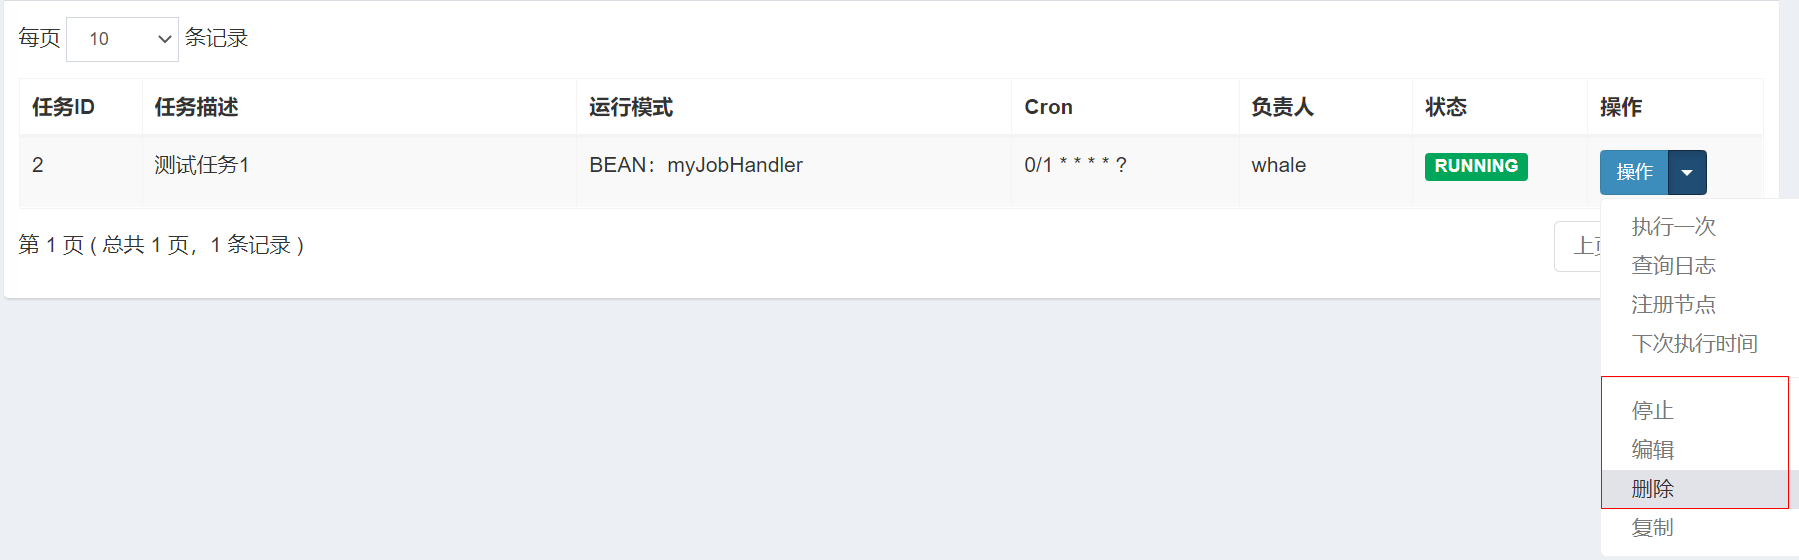 每页 10 条记录
任务ID 任务描述 运行模式 Cron 负责人 状态 操作
2 测试任务1 BEAN：myJobHandler 0/1 * * * * ? whale RUNNING 操作
第 1 页 ( 总共 1 页，1 条记录 ) 上
执行一次
查询日志
注册节点
下次执行时间
停止
编辑
删除
复制